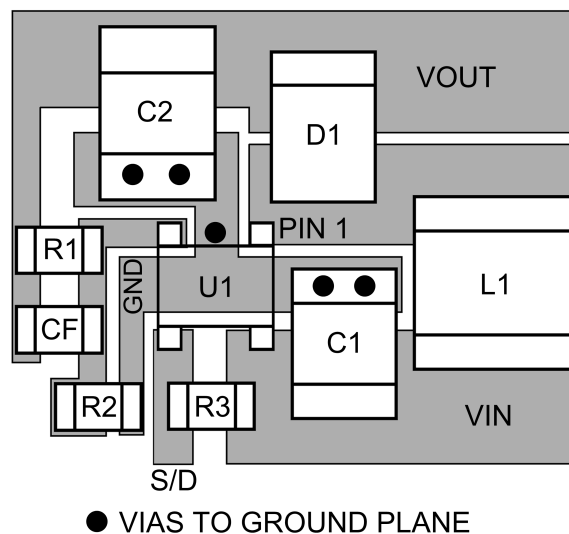 VOUT
C2
D1
PIN 1
R1
GND
U1
L1
CF
C1
R2
R3
VIN
S/D
VIAS TO GROUND PLANE